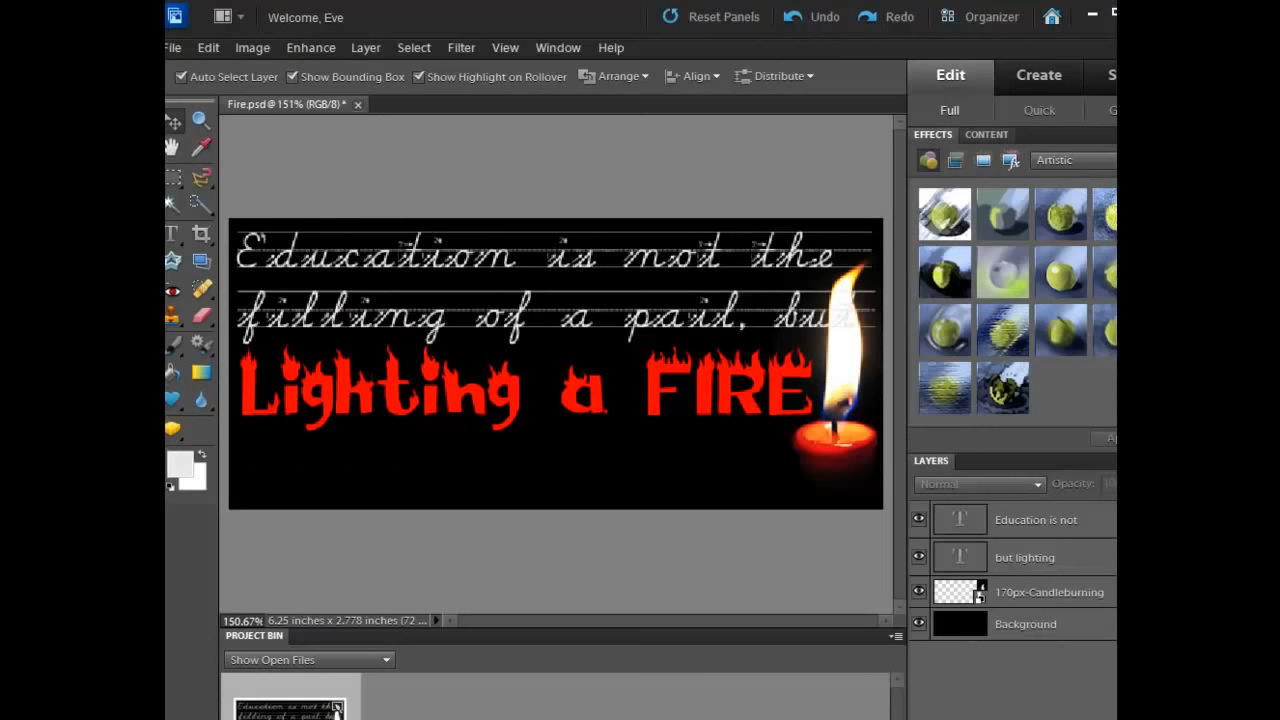 Welcome, Eve
Reset Panels Undo Redo Organizer
File Edit Image Enhance Layer Select Filter View Window Help
Auto Select Layer Show Bounding Box Show Highlight on Rollover Arrange Align Distribute
Edit Create
Full Quick
Fire.psd @ 151% (RGB/8) *
EFFECTS CONTENT
Artistic
Education is not the
filling of a pail, but
Lighting a FIRE
LAYERS
Normal Opacity:
Education is not
but lighting
170px-Candleburning
Background
150.67% 6.25 inches x 2.778 inches (72 ...
PROJECT BIN
Show Open Files